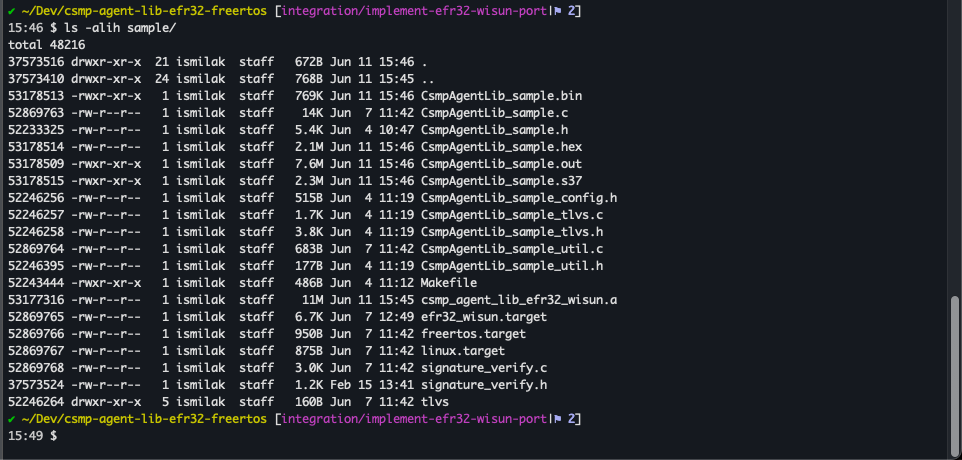 ✔ ~/Dev/csmp-agent-lib-efr32-freertos [integration/implement-efr32-wisun-port|⚑ 2]
15:46 $ ls -alih sample/
total 48216
37573516 drwxr-xr-x  21 ismilak  staff   672B Jun 11 15:46 .
37573410 drwxr-xr-x  24 ismilak  staff   768B Jun 11 15:45 ..
53178513 -rwxr-xr-x   1 ismilak  staff   769K Jun 11 15:46 CsmpAgentLib_sample.bin
52869763 -rw-r--r--   1 ismilak  staff    14K Jun  7 11:42 CsmpAgentLib_sample.c
52233325 -rw-r--r--   1 ismilak  staff   5.4K Jun  4 10:47 CsmpAgentLib_sample.h
53178514 -rw-r--r--   1 ismilak  staff   2.1M Jun 11 15:46 CsmpAgentLib_sample.hex
53178509 -rwxr-xr-x   1 ismilak  staff   7.6M Jun 11 15:46 CsmpAgentLib_sample.out
53178515 -rwxr-xr-x   1 ismilak  staff   2.3M Jun 11 15:46 CsmpAgentLib_sample.s37
52246256 -rw-r--r--   1 ismilak  staff   515B Jun  4 11:19 CsmpAgentLib_sample_config.h
52246257 -rw-r--r--   1 ismilak  staff   1.7K Jun  4 11:19 CsmpAgentLib_sample_tlvs.c
52246258 -rw-r--r--   1 ismilak  staff   3.8K Jun  4 11:19 CsmpAgentLib_sample_tlvs.h
52869764 -rw-r--r--   1 ismilak  staff   683B Jun  7 11:42 CsmpAgentLib_sample_util.c
52246395 -rw-r--r--   1 ismilak  staff   177B Jun  4 11:19 CsmpAgentLib_sample_util.h
52243444 -rwxr-xr-x   1 ismilak  staff   486B Jun  4 11:12 Makefile
53177316 -rw-r--r--   1 ismilak  staff    11M Jun 11 15:45 csmp_agent_lib_efr32_wisun.a
52869765 -rw-r--r--   1 ismilak  staff   6.7K Jun  7 12:49 efr32_wisun.target
52869766 -rw-r--r--   1 ismilak  staff   950B Jun  7 11:42 freertos.target
52869767 -rw-r--r--   1 ismilak  staff   875B Jun  7 11:42 linux.target
52869768 -rw-r--r--   1 ismilak  staff   3.0K Jun  7 11:42 signature_verify.c
37573524 -rw-r--r--   1 ismilak  staff   1.2K Feb 15 13:41 signature_verify.h
52246264 drwxr-xr-x   5 ismilak  staff   160B Jun  7 11:42 tlvs
✔ ~/Dev/csmp-agent-lib-efr32-freertos [integration/implement-efr32-wisun-port|⚑ 2]
15:49 $